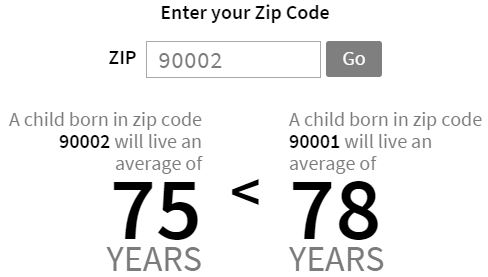 Enter your Zip Code
ZIP 90002 Go
A child born in zip code
90002 will live an
average of
75
YEARS
<
A child born in zip code
90001 will live an
average of
78
YEARS